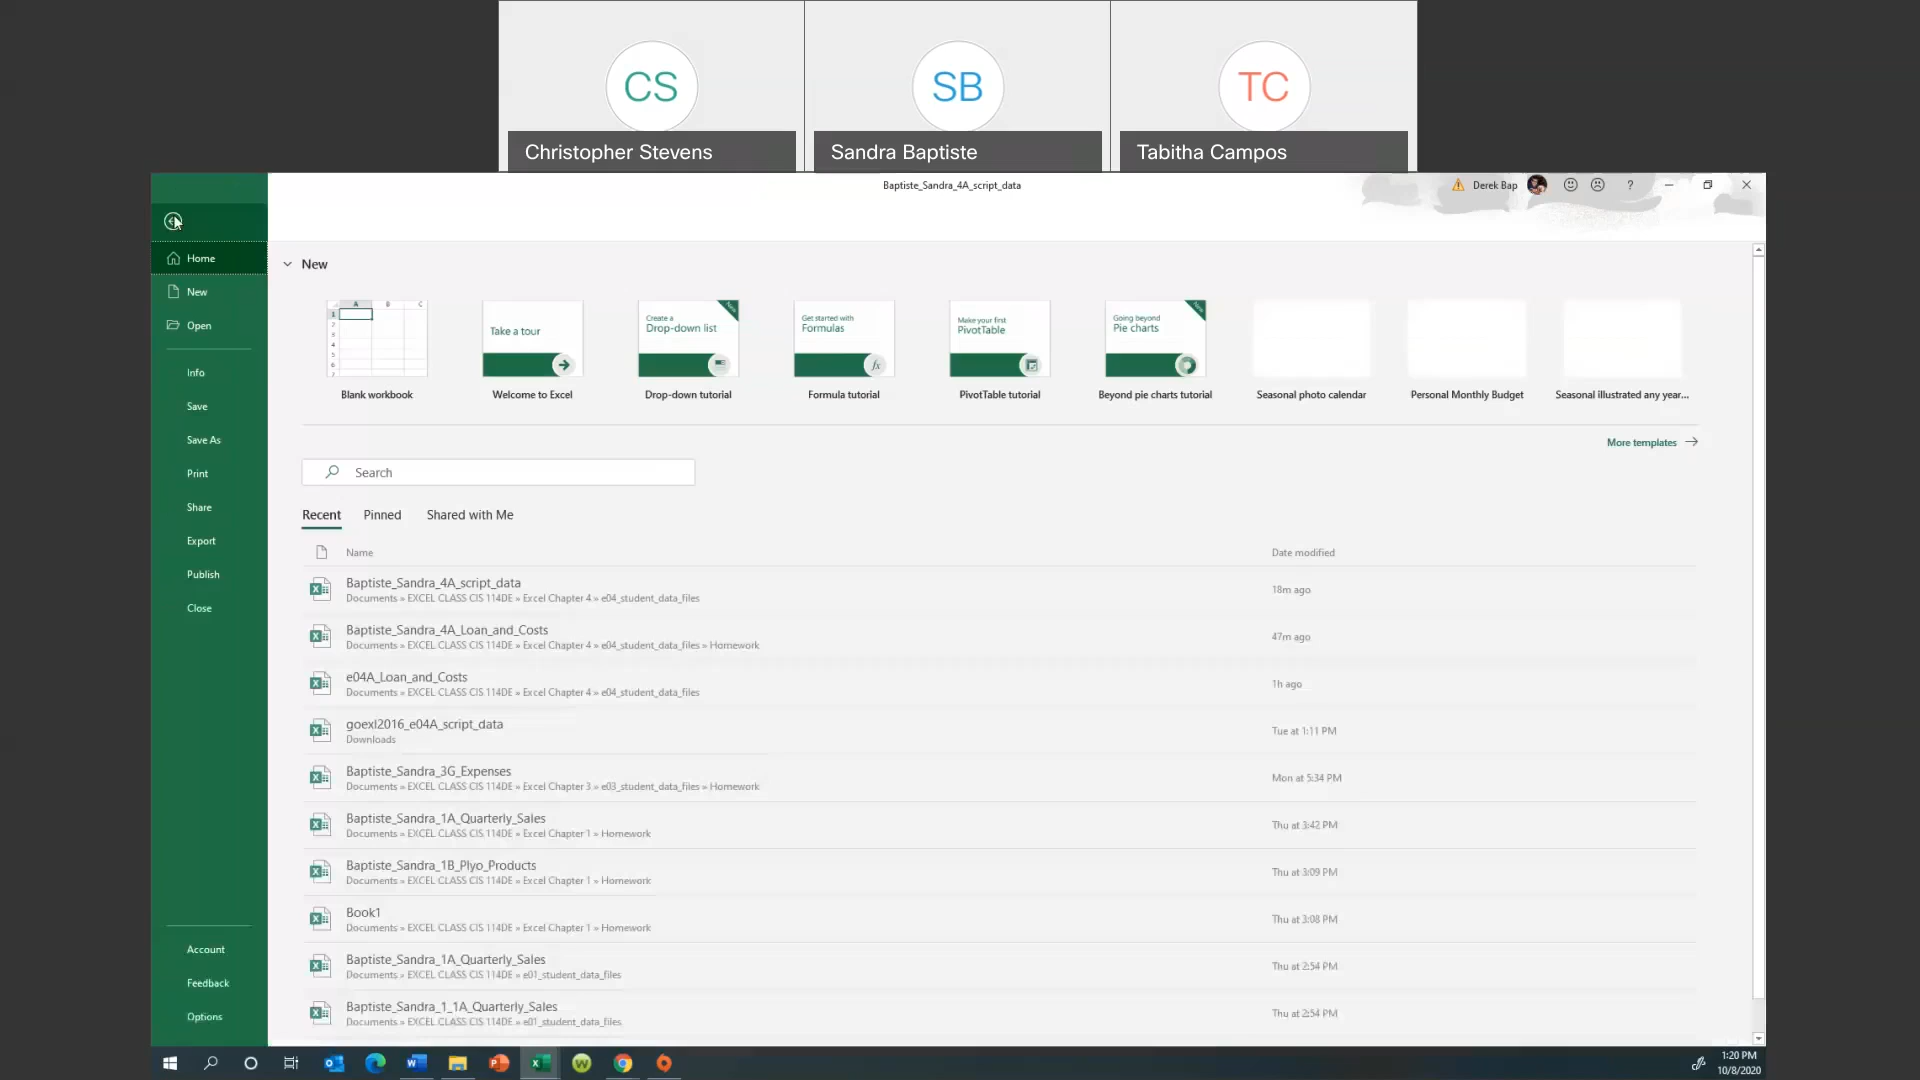 CS
SB
TC
Christopher Stevens
Sandra Baptiste
Tabitha Campos
Baptiste_Sandra_4A_script_data
Derek Bap
?
Home
New
Open
Info
Save
Save As
Print
Share
Export
Publish
Close
Account
Feedback
Options
New
A B C
1
2
3
4
5
6
7
Take a tour
Create a
Drop-down list
New
Get started with
Formulas
fx
Make your first
PivotTable
Going beyond
Pie charts
New
Blank workbook
Welcome to Excel
Drop-down tutorial
Formula tutorial
PivotTable tutorial
Beyond pie charts tutorial
Seasonal photo calendar
Personal Monthly Budget
Seasonal illustrated any year...
More templates
Search
Recent Pinned Shared with Me
Name Date modified
Baptiste_Sandra_4A_script_data
Documents » EXCEL CLASS CIS 114DE » Excel Chapter 4 » e04_student_data_files
18m ago
Baptiste_Sandra_4A_Loan_and_Costs
Documents » EXCEL CLASS CIS 114DE » Excel Chapter 4 » e04_student_data_files » Homework
47m ago
e04A_Loan_and_Costs
Documents » EXCEL CLASS CIS 114DE » Excel Chapter 4 » e04_student_data_files
1h ago
goexl2016_e04A_script_data
Downloads
Tue at 1:11 PM
Baptiste_Sandra_3G_Expenses
Documents » EXCEL CLASS CIS 114DE » Excel Chapter 3 » e03_student_data_files » Homework
Mon at 5:34 PM
Baptiste_Sandra_1A_Quarterly_Sales
Documents » EXCEL CLASS CIS 114DE » Excel Chapter 1 » Homework
Thu at 3:42 PM
Baptiste_Sandra_1B_Plyo_Products
Documents » EXCEL CLASS CIS 114DE » Excel Chapter 1 » Homework
Thu at 3:09 PM
Book1
Documents » EXCEL CLASS CIS 114DE » Excel Chapter 1 » Homework
Thu at 3:08 PM
Baptiste_Sandra_1A_Quarterly_Sales
Documents » EXCEL CLASS CIS 114DE » e01_student_data_files
Thu at 2:54 PM
Baptiste_Sandra_1_1A_Quarterly_Sales
Documents » EXCEL CLASS CIS 114DE » e01_student_data_files
Thu at 2:54 PM
1:20 PM
10/8/2020